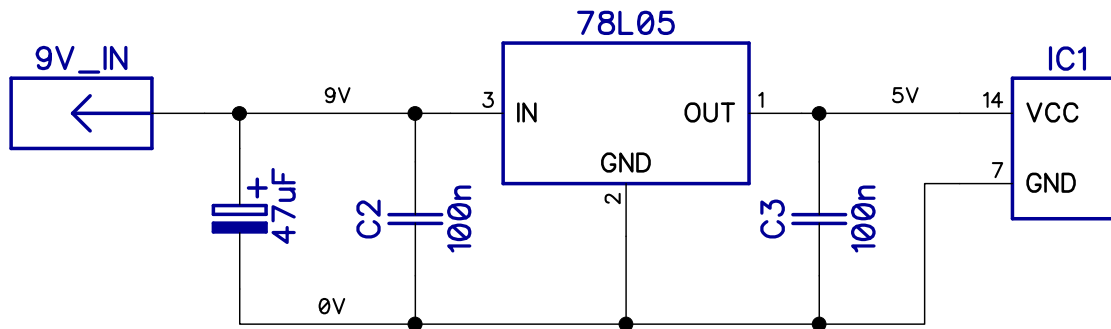 78L05
9V_IN
IC1
9V
3
IN
OUT
1
5V
14
VCC
GND
2
7
GND
+
47uF
C2
100n
C3
100n
0V